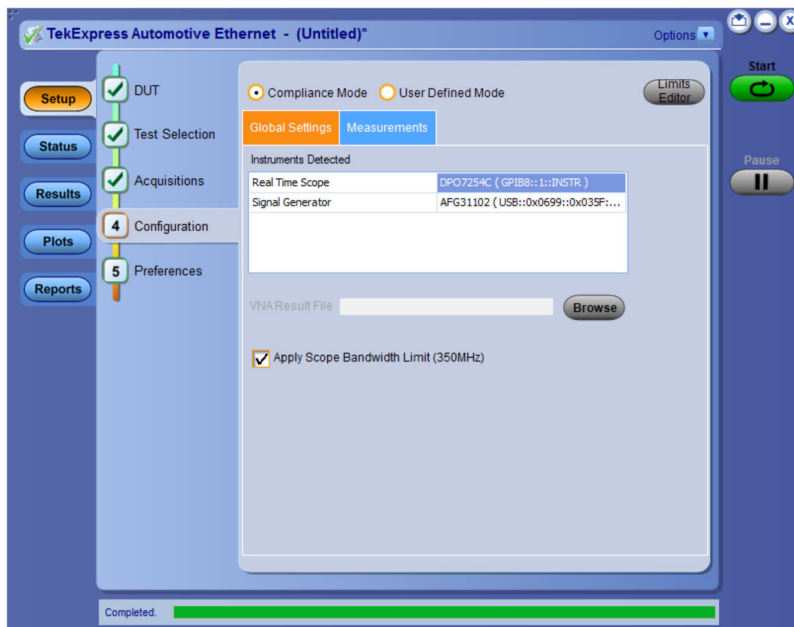 TekExpress Automotive Ethernet - (Untitled)*
Options
Start
Pause
Setup
Status
Results
Plots
Reports
DUT
Test Selection
Acquisitions
4 Configuration
5 Preferences
Compliance Mode User Defined Mode
Limits
Editor
Global Settings Measurements
Instruments Detected
Real Time Scope DPO7254C ( GPIB8::1::INSTR )
Signal Generator AFG31102 ( USB::0x0699::0x035F:...
VNA Result File Browse
Apply Scope Bandwidth Limit (350MHz)
Completed.